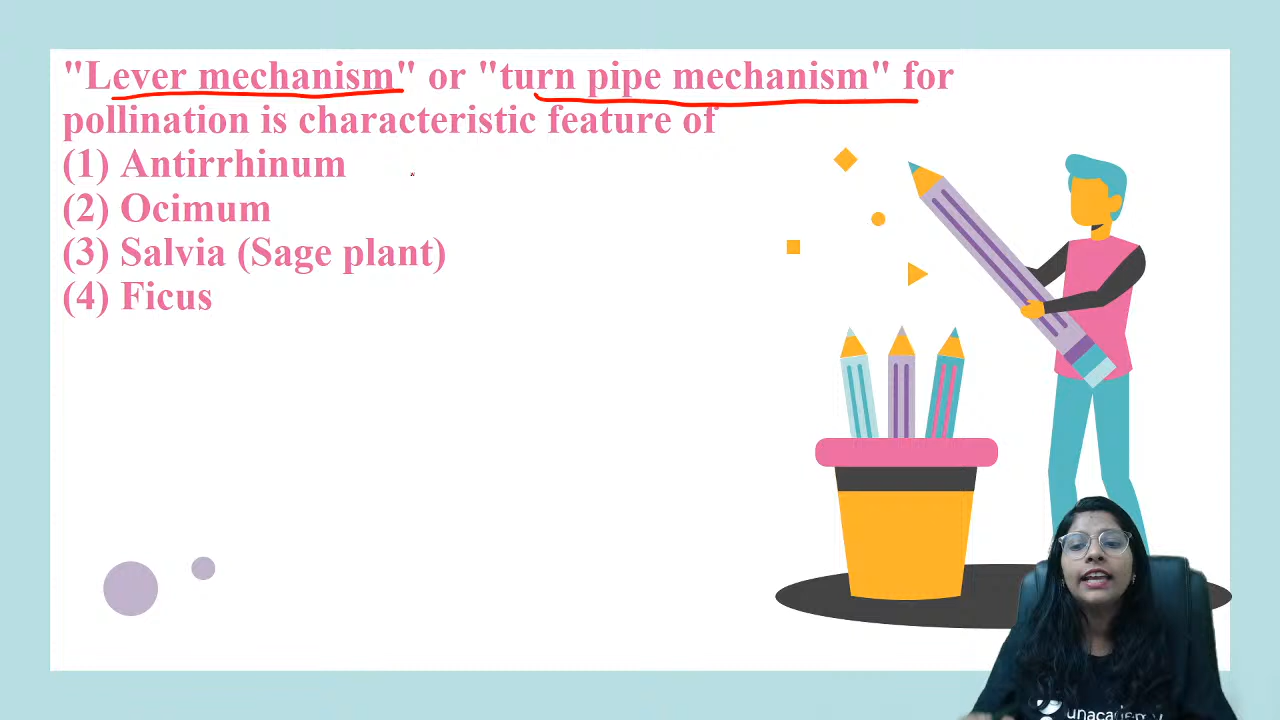 "Lever mechanism" or "turn pipe mechanism" for
pollination is characteristic feature of
(1) Antirrhinum
(2) Ocimum
(3) Salvia (Sage plant)
(4) Ficus
unacademy